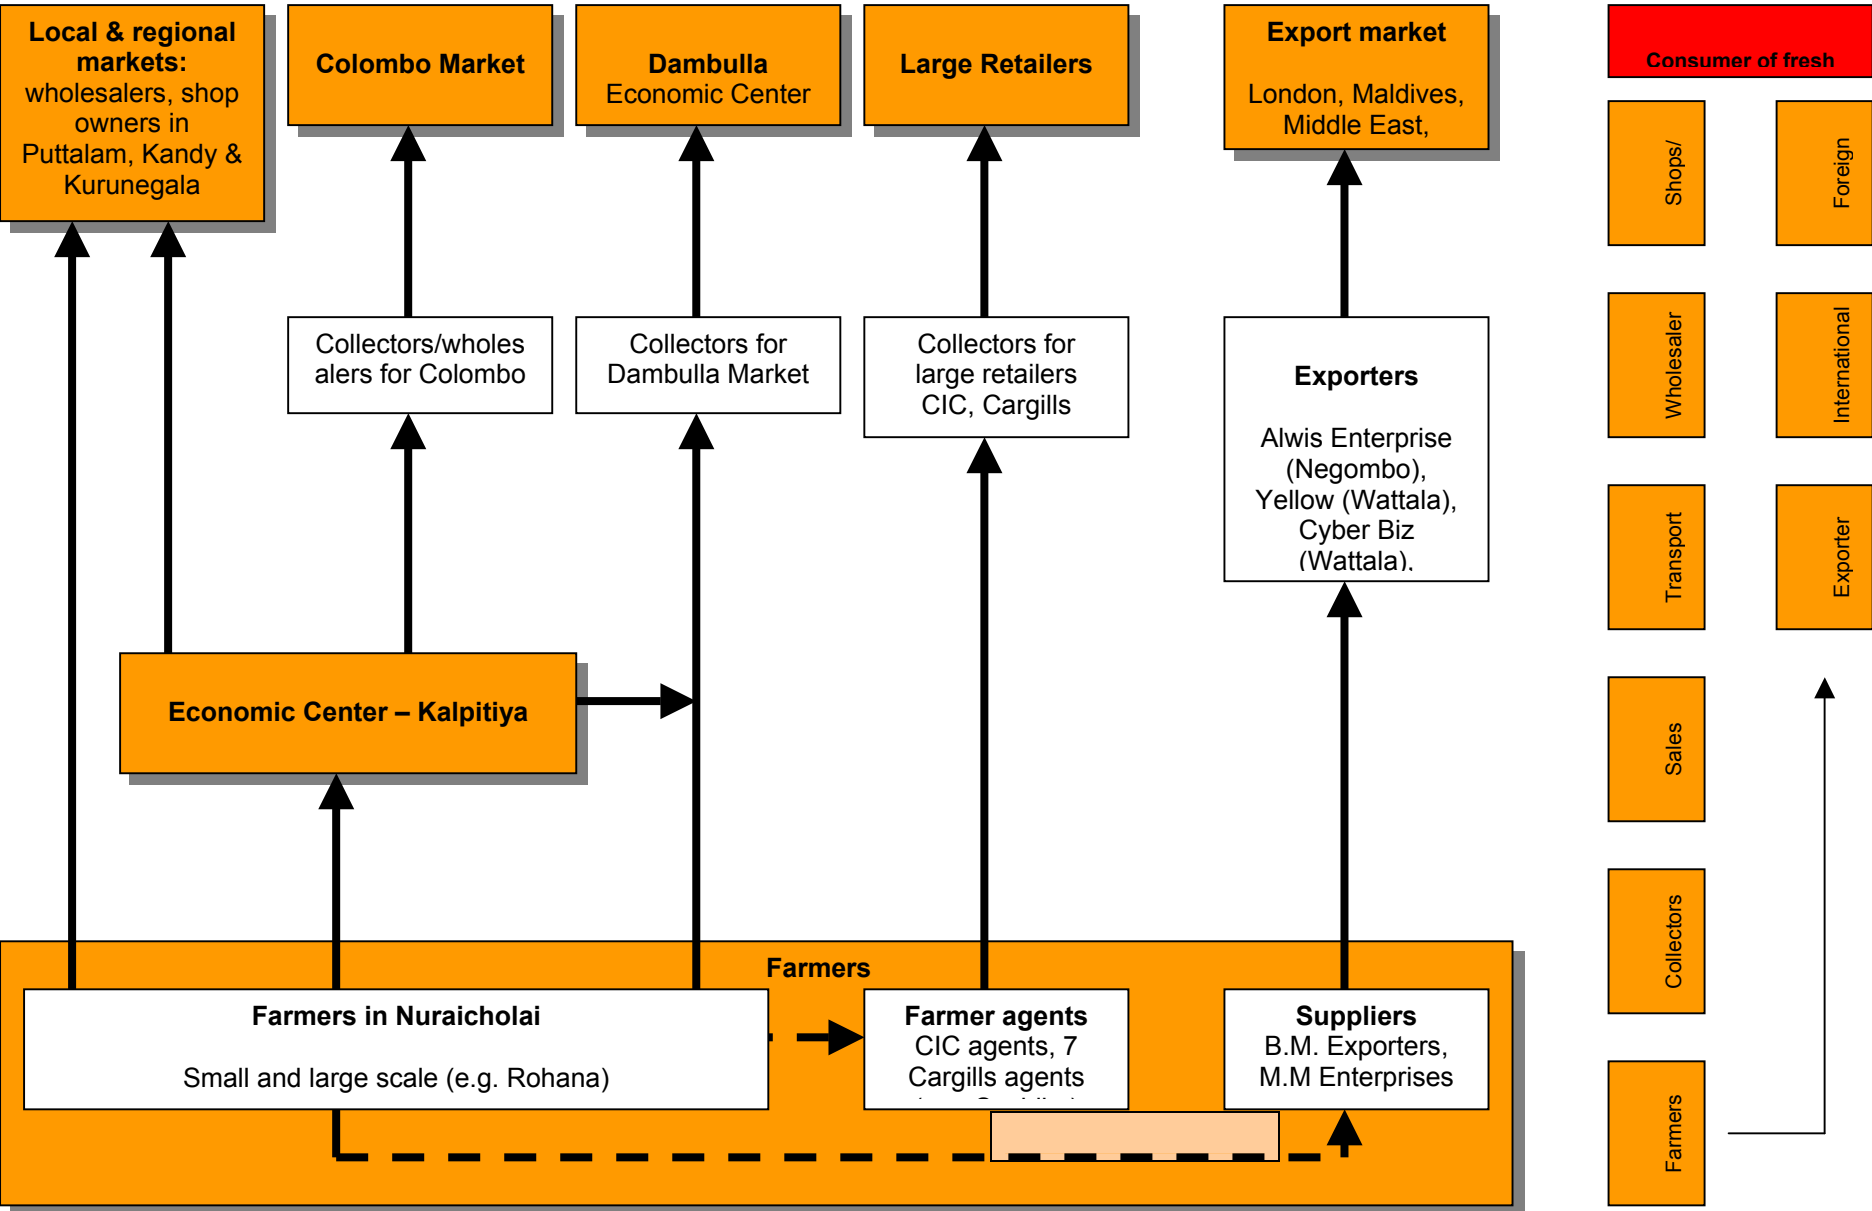 Local & regional
markets:
wholesalers, shop
owners in
Puttalam, Kandy &
Kurunegala
Colombo Market
Dambulla
Economic Center
Large Retailers
Export market
London, Maldives,
Middle East,
Consumer of fresh
Shops/
Foreign
Collectors/wholes
alers for Colombo
Collectors for
Dambulla Market
Collectors for
large retailers
CIC, Cargills
Exporters
Alwis Enterprise
(Negombo),
Yellow (Wattala),
Cyber Biz
(Wattala),
Wholesaler
International
Transport
Exporter
Economic Center – Kalpitiya
Sales
Collectors
Farmers
Farmers in Nuraicholai
Small and large scale (e.g. Rohana)
Farmer agents
CIC agents, 7
Cargills agents
Suppliers
B.M. Exporters,
M.M Enterprises
Farmers